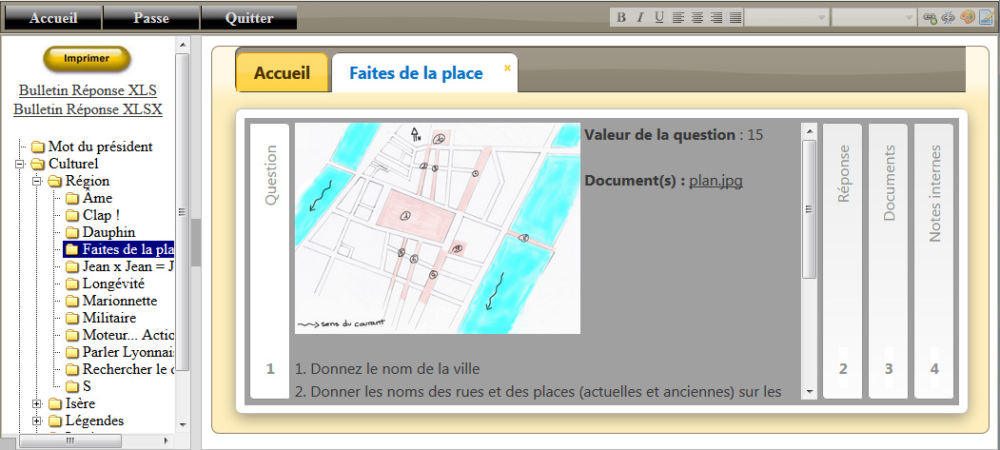 Accueil
Passe
Quitter
B I U
Imprimer
Bulletin Réponse XLS
Bulletin Réponse XLSX
Mot du président
Culturel
Région
Âme
Clap !
Dauphin
Faites de la pla
Jean x Jean = J
Longévité
Marionnette
Militaire
Moteur... Actio
Parler Lyonnais
Rechercher le
S
Isère
Légendes
Accueil
Faites de la place
Question
1
sens du courant
Valeur de la question : 15
Document(s) : plan.jpg
1. Donnez le nom de la ville
2. Donner les noms des rues et des places (actuelles et anciennes) sur les
Réponse
2
Documents
3
Notes internes
4